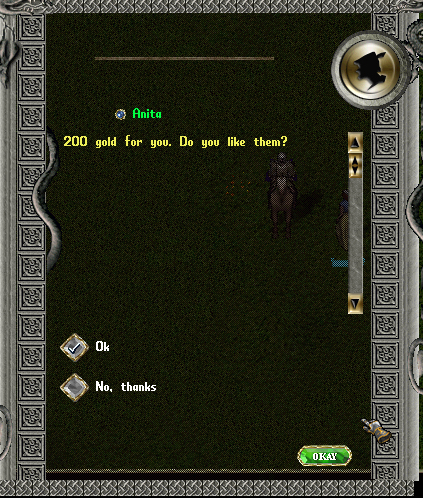 Anita
200 gold for you. Do you like them?
Ok
No, thanks
OKAY